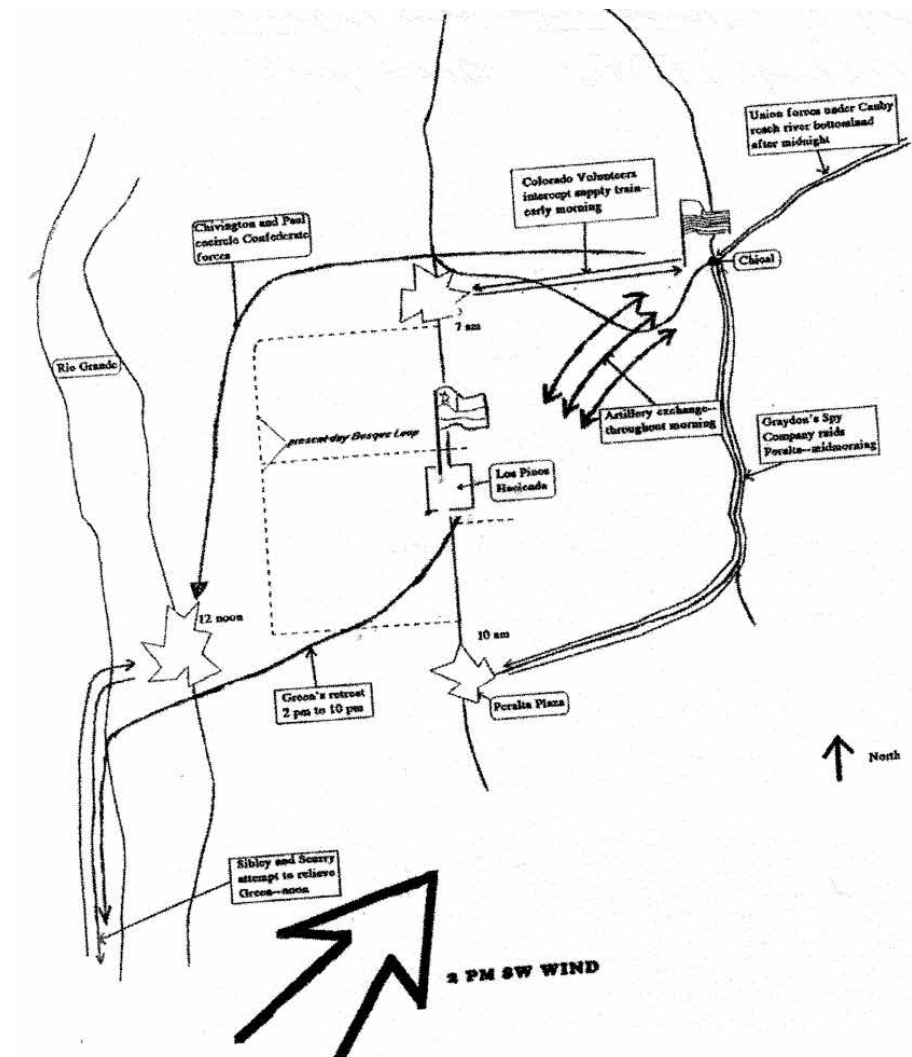 Union forces under Canby
reach river bottomland
after midnight
Colorado Volunteers
intercept supply train--
early morning
Chivington and Paul
encircle Confederate
forces
Chical
7 am
Rio Grande
Artillery exchange--
throughout morning
Graydon's Spy
Company raids
Peralta--midmorning
present-day Bosque Loop
Los Pinos
Hacienda
12 noon
10 am
Green's retreat
2 pm to 10 pm
Peralta Plaza
North
Sibley and Scurry
attempt to relieve
Green--noon
2 PM SW WIND